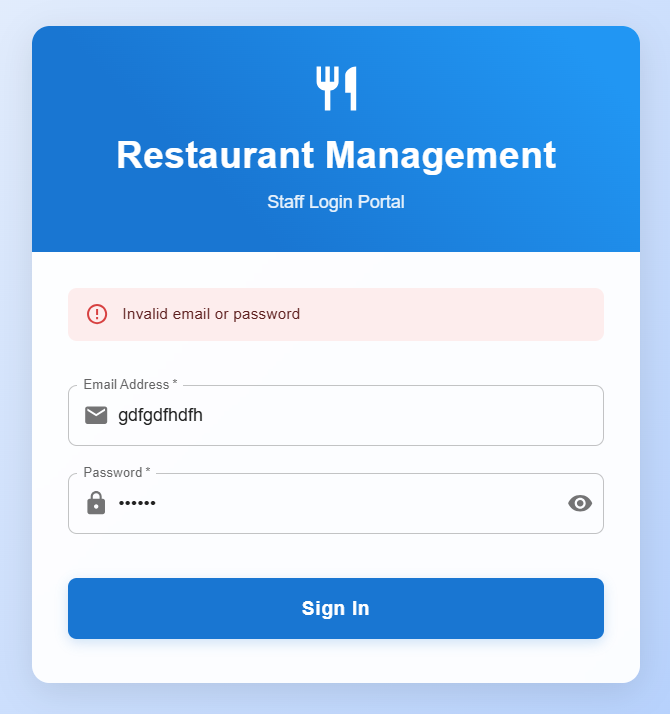 Restaurant Management
Staff Login Portal
Invalid email or password
Email Address *
gdfgdfhdfh
Password *
••••••
Sign In